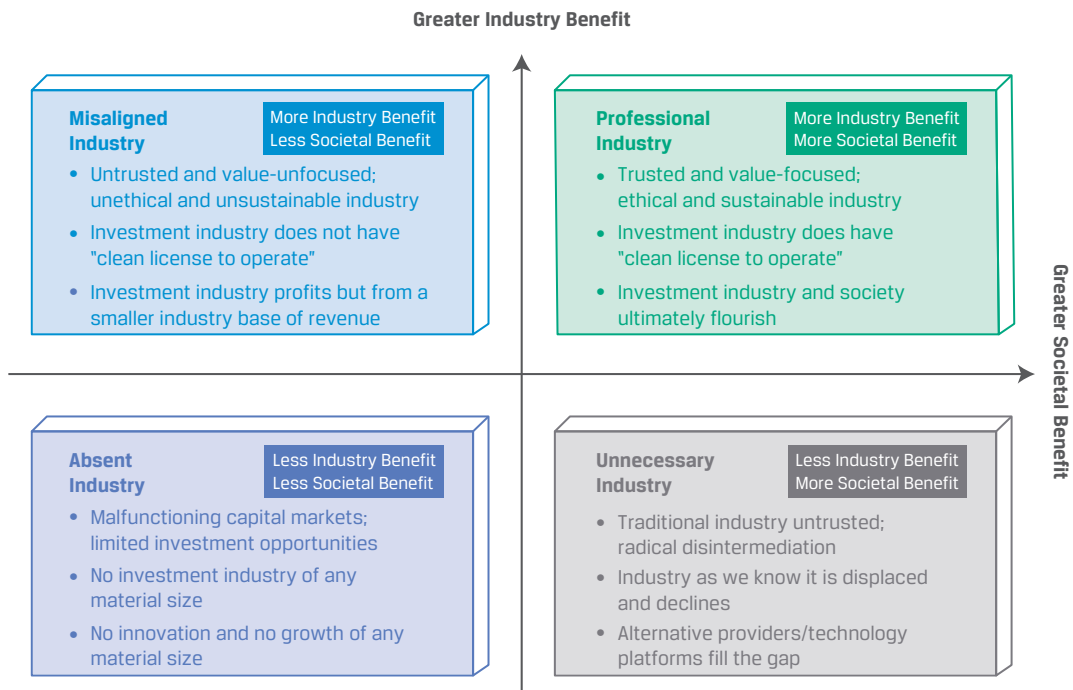 Greater Industry Benefit
Misaligned
Industry
More Industry Benefit
Less Societal Benefit
• Untrusted and value-unfocused;
unethical and unsustainable industry
• Investment industry does not have
"clean license to operate"
• Investment industry profits but from a
smaller industry base of revenue
Professional
Industry
More Industry Benefit
More Societal Benefit
• Trusted and value-focused;
ethical and sustainable industry
• Investment industry does have
"clean license to operate"
• Investment industry and society
ultimately flourish
Greater Societal Benefit
Absent
Industry
Less Industry Benefit
Less Societal Benefit
• Malfunctioning capital markets;
limited investment opportunities
• No investment industry of any
material size
• No innovation and no growth of any
material size
Unnecessary
Industry
Less Industry Benefit
More Societal Benefit
• Traditional industry untrusted;
radical disintermediation
• Industry as we know it is displaced
and declines
• Alternative providers/technology
platforms fill the gap